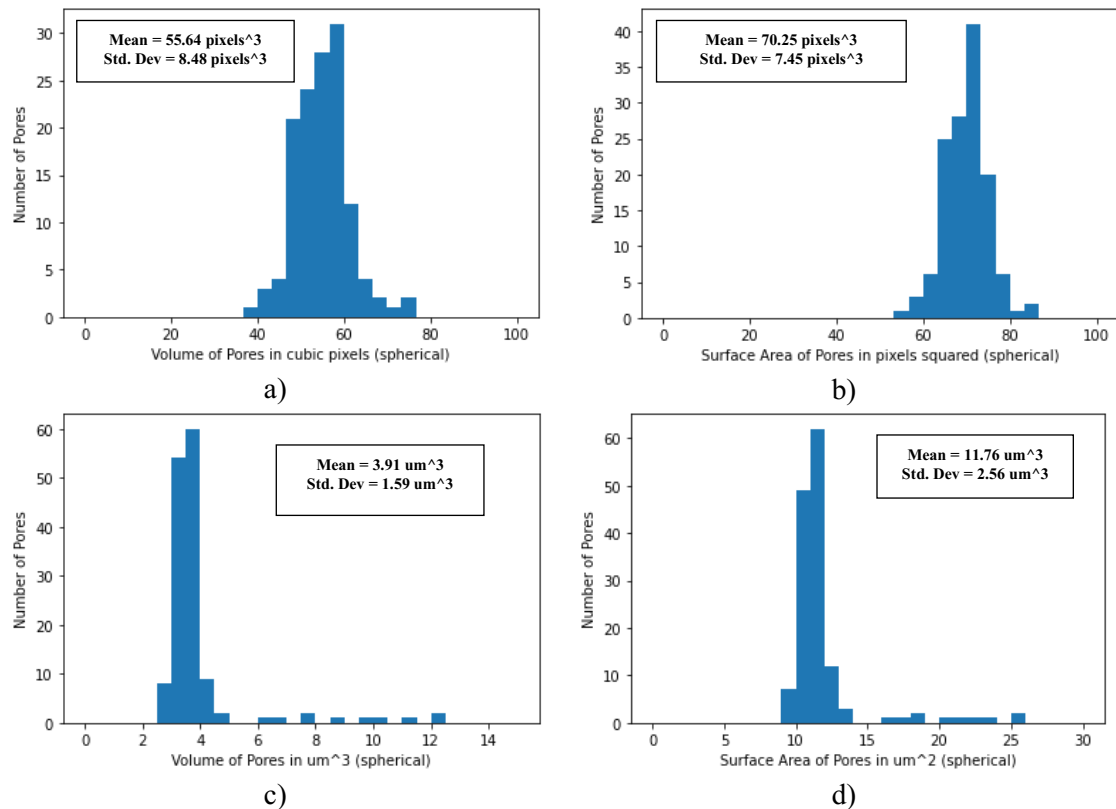 Mean = 55.64 pixels^3
Std. Dev = 8.48 pixels^3
30
25
20
15
10
5
0
Number of Pores
0 20 40 60 80 100
Volume of Pores in cubic pixels (spherical)
a)
Mean = 70.25 pixels^3
Std. Dev = 7.45 pixels^3
40
35
30
25
20
15
10
5
0
Number of Pores
0 20 40 60 80 100
Surface Area of Pores in pixels squared (spherical)
b)
Mean = 3.91 um^3
Std. Dev = 1.59 um^3
60
50
40
30
20
10
0
Number of Pores
0 2 4 6 8 10 12 14
Volume of Pores in um^3 (spherical)
c)
Mean = 11.76 um^3
Std. Dev = 2.56 um^3
60
50
40
30
20
10
0
Number of Pores
0 5 10 15 20 25 30
Surface Area of Pores in um^2 (spherical)
d)